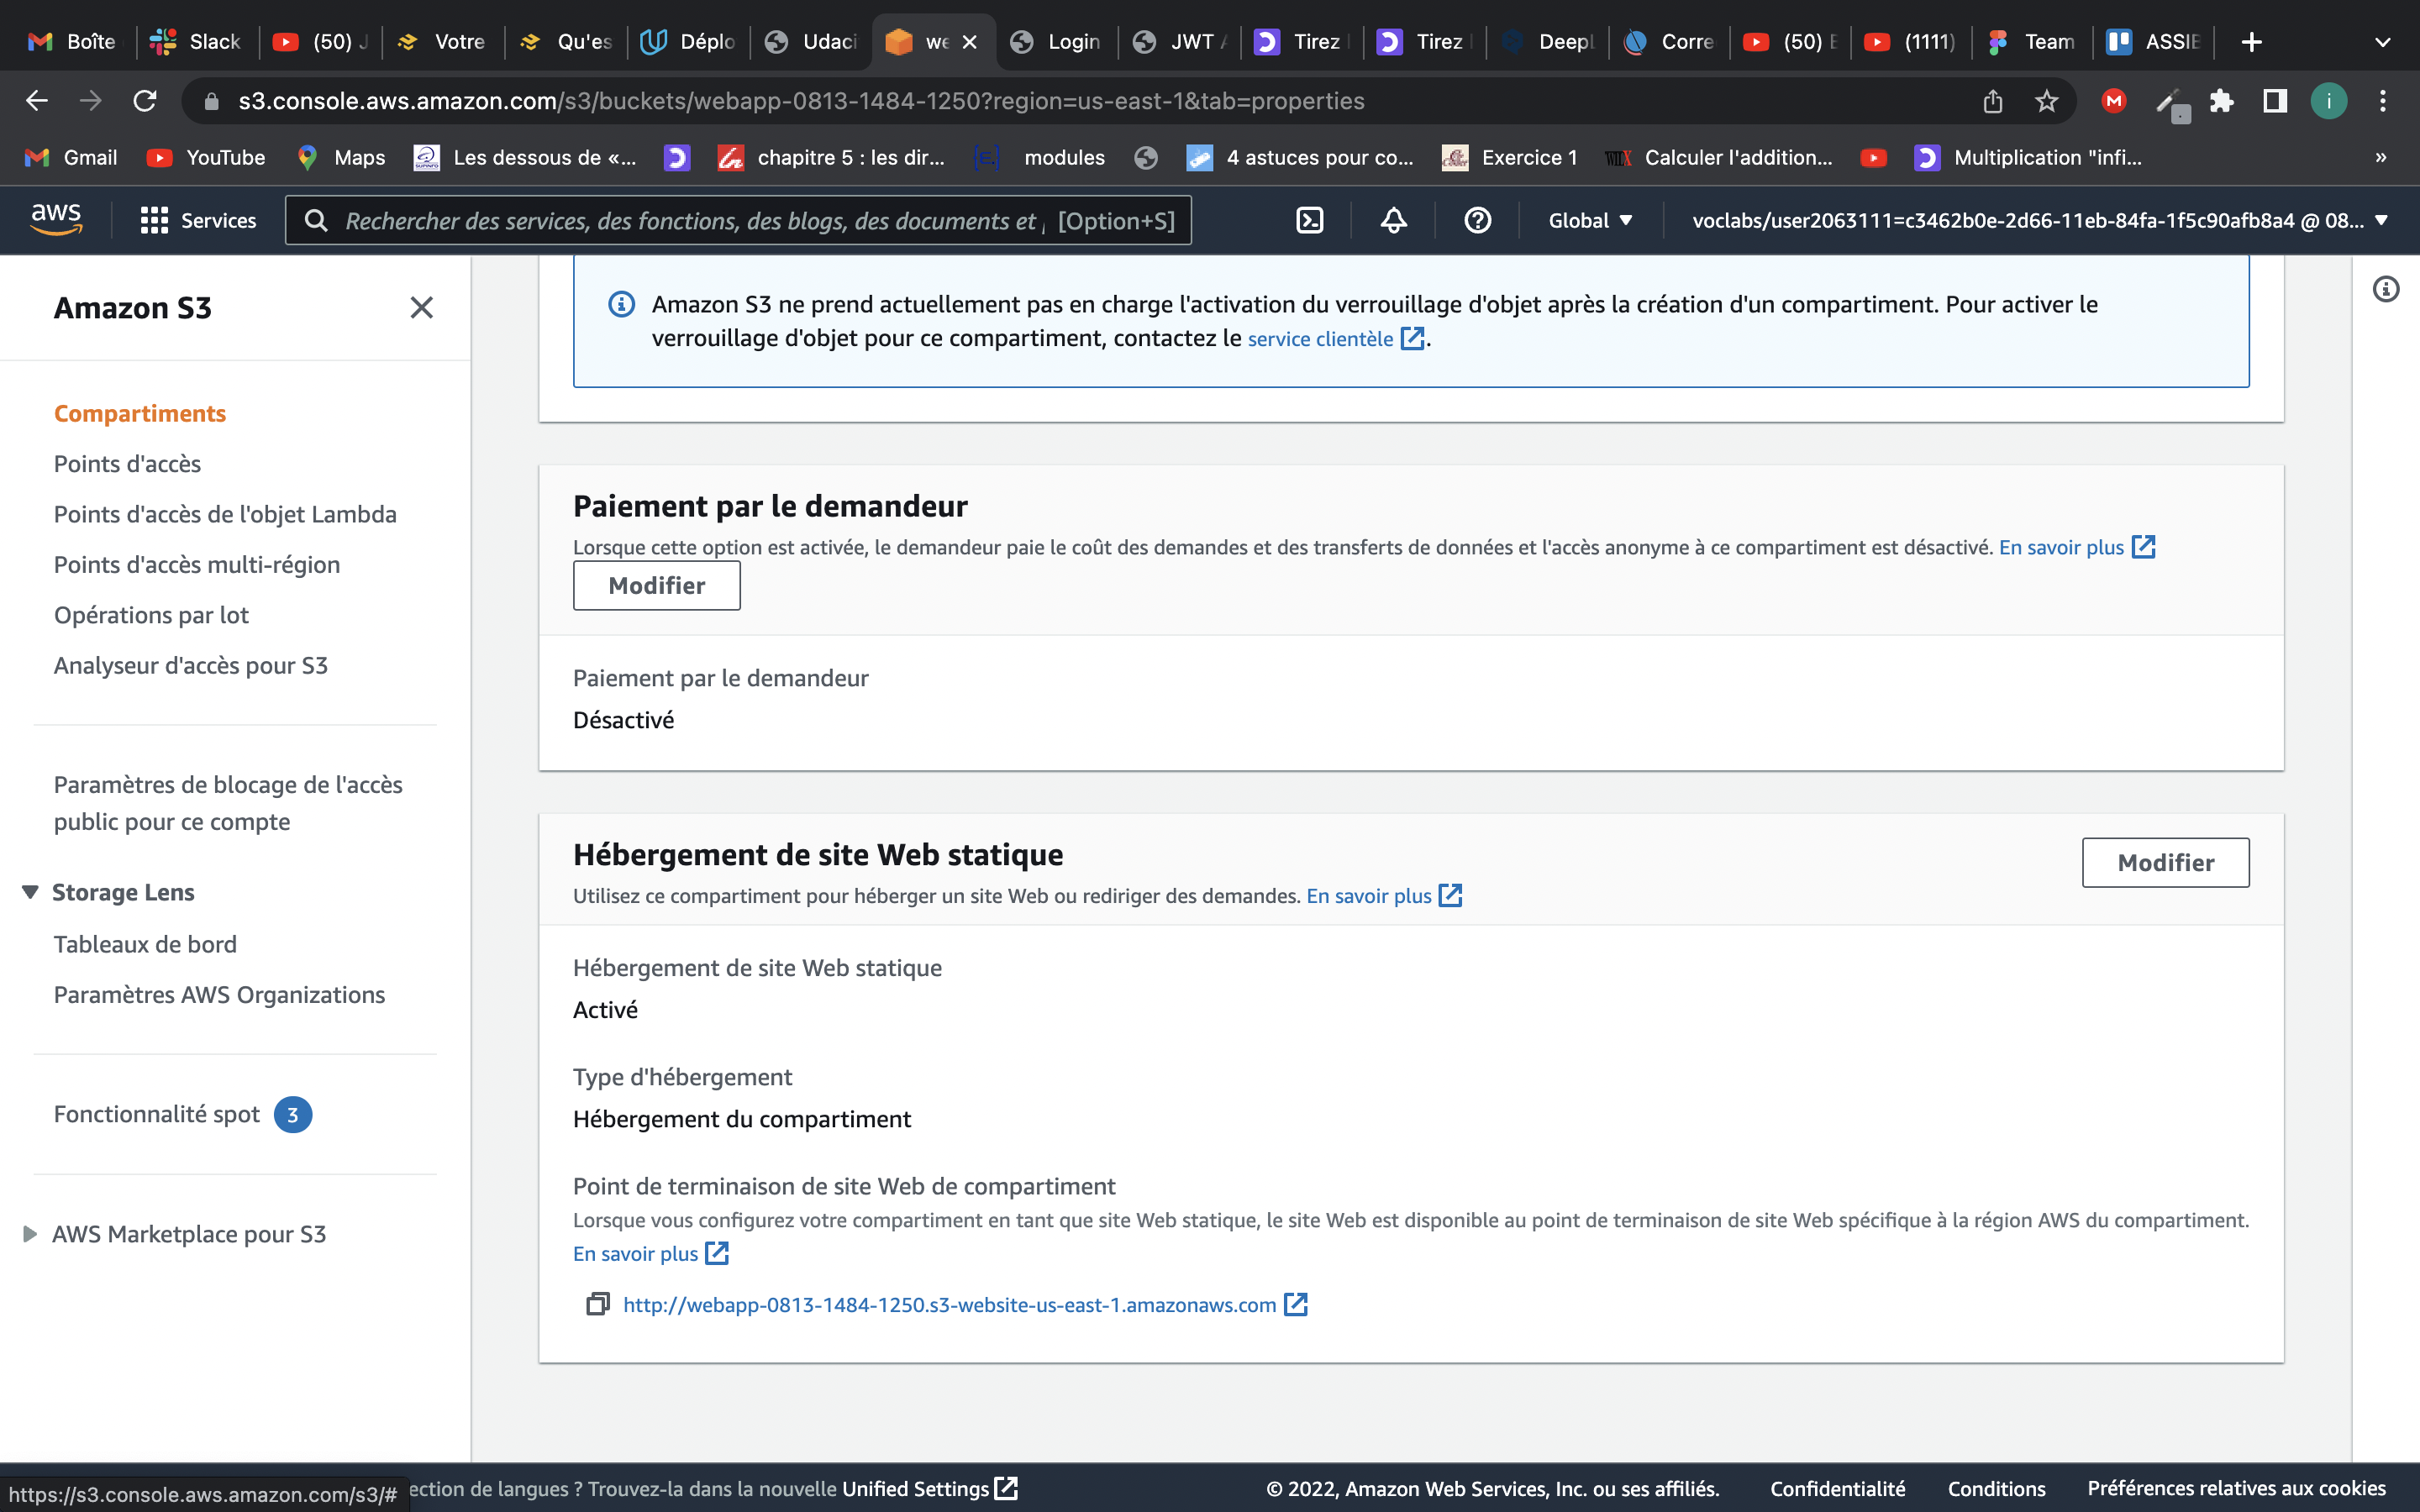 Boîte
Slack
(50) J
Votre
Qu'es
Déplo
Udaci
we
Login
JWT A
Tirez
Tirez
DeepL
Corre
(50) E
(1111)
Team
ASSIE
s3.console.aws.amazon.com/s3/buckets/webapp-0813-1484-1250?region=us-east-1&tab=properties
Gmail
YouTube
Maps
Les dessous de «...
chapitre 5 : les dir...
modules
4 astuces pour co...
Exercice 1
Calculer l'addition...
Multiplication "infi...
»
aws
Services
Rechercher des services, des fonctions, des blogs, des documents et [Option+S]
Global
voclabs/user2063111=c3462b0e-2d66-11eb-84fa-1f5c90afb8a4 @ 08...
Amazon S3
Compartiments
Points d'accès
Points d'accès de l'objet Lambda
Points d'accès multi-région
Opérations par lot
Analyseur d'accès pour S3
Paramètres de blocage de l'accès
public pour ce compte
Storage Lens
Tableaux de bord
Paramètres AWS Organizations
Fonctionnalité spot 3
AWS Marketplace pour S3
Amazon S3 ne prend actuellement pas en charge l'activation du verrouillage d'objet après la création d'un compartiment. Pour activer le
verrouillage d'objet pour ce compartiment, contactez le service clientèle.
Paiement par le demandeur
Lorsque cette option est activée, le demandeur paie le coût des demandes et des transferts de données et l'accès anonyme à ce compartiment est désactivé. En savoir plus
Modifier
Paiement par le demandeur
Désactivé
Hébergement de site Web statique
Modifier
Utilisez ce compartiment pour héberger un site Web ou rediriger des demandes. En savoir plus
Hébergement de site Web statique
Activé
Type d'hébergement
Hébergement du compartiment
Point de terminaison de site Web de compartiment
Lorsque vous configurez votre compartiment en tant que site Web statique, le site Web est disponible au point de terminaison de site Web spécifique à la région AWS du compartiment.
En savoir plus
http://webapp-0813-1484-1250.s3-website-us-east-1.amazonaws.com
https://s3.console.aws.amazon.com/s3/#
ection de langues ? Trouvez-la dans la nouvelle Unified Settings
© 2022, Amazon Web Services, Inc. ou ses affiliés.
Confidentialité
Conditions
Préférences relatives aux cookies